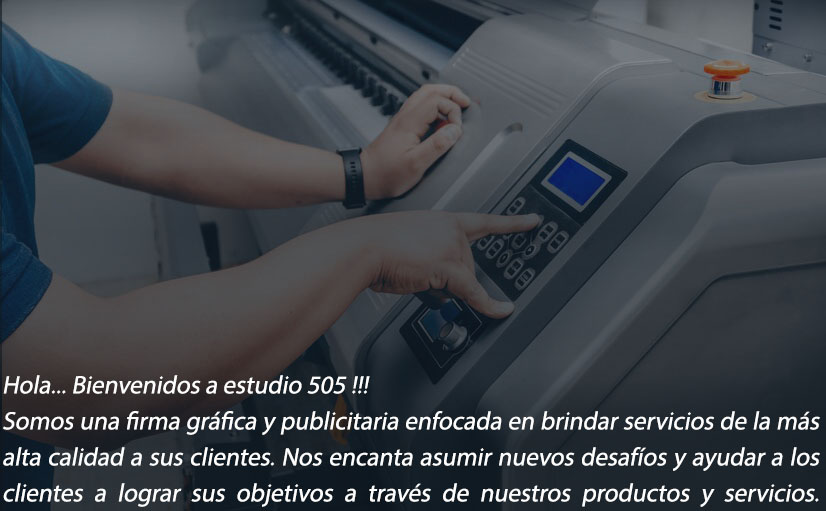 Hola... Bienvenidos a estudio 505 !!!
Somos una firma gráfica y publicitaria enfocada en brindar servicios de la más
alta calidad a sus clientes. Nos encanta asumir nuevos desafíos y ayudar a los
clientes a lograr sus objetivos a través de nuestros productos y servicios.